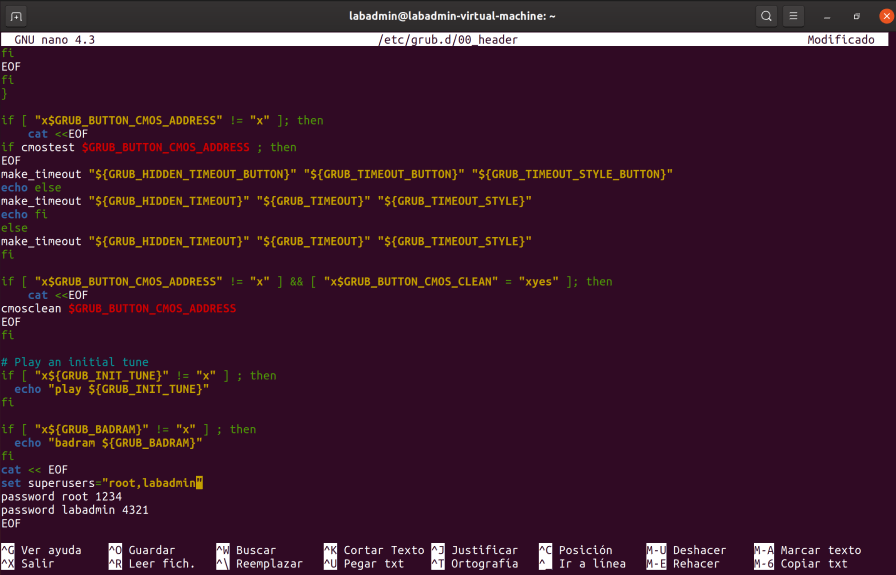 labadmin@labadmin-virtual-machine: ~
GNU nano 4.3 /etc/grub.d/00_header Modificado
fi
EOF
fi
}

if [ "x$GRUB_BUTTON_CMOS_ADDRESS" != "x" ]; then
    cat <<EOF
if cmostest $GRUB_BUTTON_CMOS_ADDRESS ; then
EOF
make_timeout "${GRUB_HIDDEN_TIMEOUT_BUTTON}" "${GRUB_TIMEOUT_BUTTON}" "${GRUB_TIMEOUT_STYLE_BUTTON}"
echo else
make_timeout "${GRUB_HIDDEN_TIMEOUT}" "${GRUB_TIMEOUT}" "${GRUB_TIMEOUT_STYLE}"
echo fi
else
make_timeout "${GRUB_HIDDEN_TIMEOUT}" "${GRUB_TIMEOUT}" "${GRUB_TIMEOUT_STYLE}"
fi

if [ "x$GRUB_BUTTON_CMOS_ADDRESS" != "x" ] && [ "x$GRUB_BUTTON_CMOS_CLEAN" = "xyes" ]; then
    cat <<EOF
cmosclean $GRUB_BUTTON_CMOS_ADDRESS
EOF
fi

# Play an initial tune
if [ "x${GRUB_INIT_TUNE}" != "x" ] ; then
  echo "play ${GRUB_INIT_TUNE}"
fi

if [ "x${GRUB_BADRAM}" != "x" ] ; then
  echo "badram ${GRUB_BADRAM}"
fi
cat << EOF
set superusers="root,labadmin"
password root 1234
password labadmin 4321
EOF

^G Ver ayuda ^O Guardar ^W Buscar ^K Cortar Texto ^J Justificar ^C Posición M-U Deshacer M-A Marcar texto
^X Salir ^R Leer fich. ^\ Reemplazar ^U Pegar txt ^T Ortografía ^_ Ir a línea M-E Rehacer M-6 Copiar txt